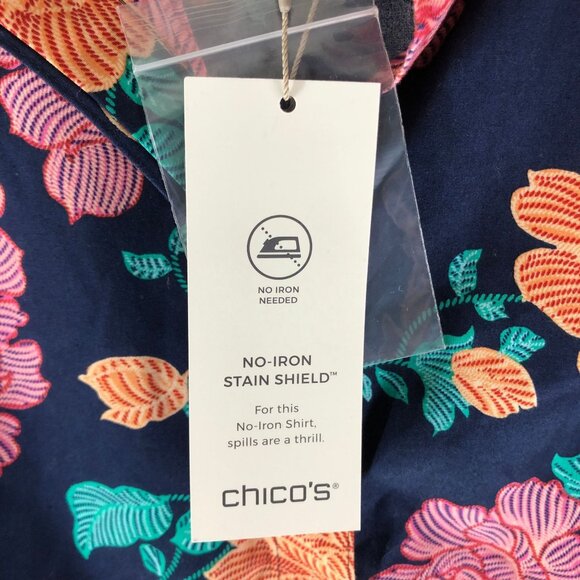 NO IRON
NEEDED
NO-IRON
STAIN SHIELD™
For this
No-Iron Shirt,
spills are a thrill.
chico's®